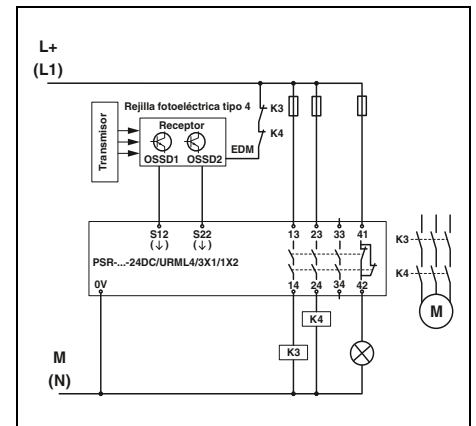 L+
(L1)
Rejilla fotoeléctrica tipo 4
K3
Transmisor
Receptor
K4
OSSD1 OSSD2
EDM
S12 S22 13 23 33 41
(↓) (↓)
K3
PSR-...-24DC/URML4/3X1/1X2
K4
0V 14 24 34 42
M
K4
K3
M
(N)